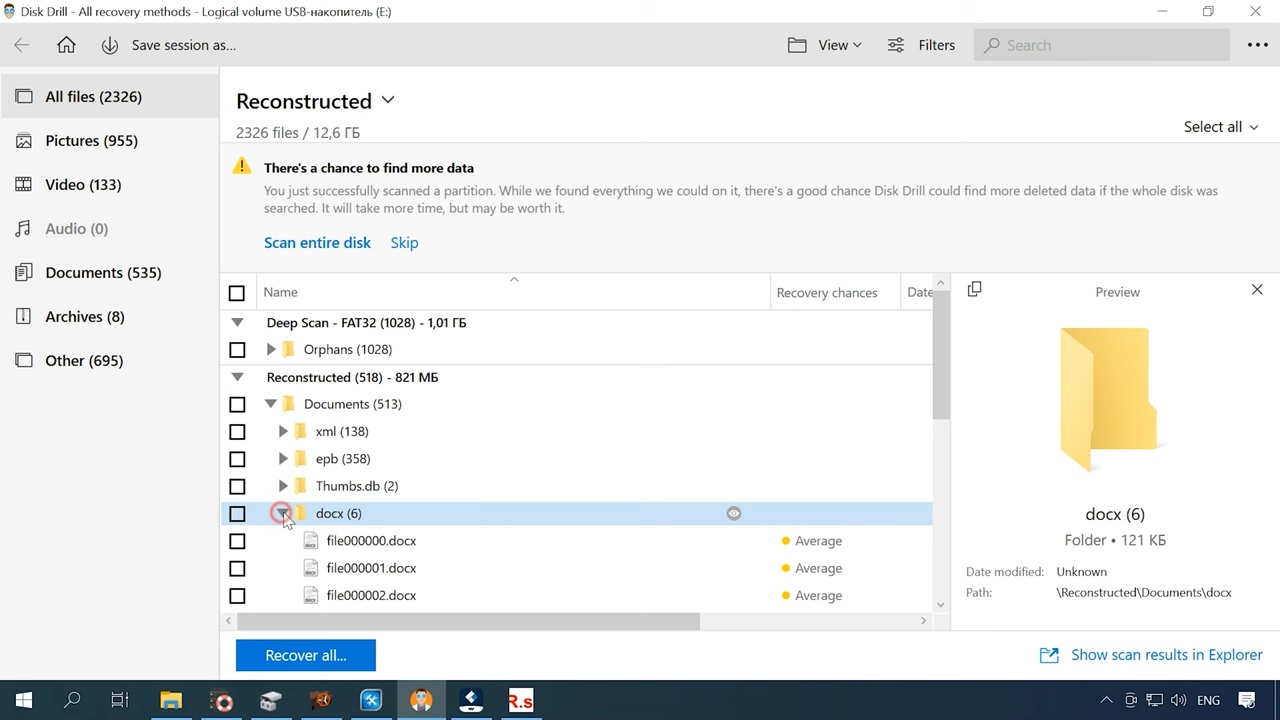 Disk Drill - All recovery methods - Logical volume USB-накопитель (E:)
Save session as...
View
Filters
Search
All files (2326)
Pictures (955)
Video (133)
Audio (0)
Documents (535)
Archives (8)
Other (695)
Reconstructed
2326 files / 12,6 ГБ
Select all
There's a chance to find more data
You just successfully scanned a partition. While we found everything we could on it, there's a good chance Disk Drill could find more deleted data if the whole disk was
searched. It will take more time, but may be worth it.
Scan entire disk Skip
Name Recovery chances Date
Deep Scan - FAT32 (1028) - 1,01 ГБ
Orphans (1028)
Reconstructed (518) - 821 МБ
Documents (513)
xml (138)
epb (358)
Thumbs.db (2)
docx (6)
file000000.docx Average
file000001.docx Average
file000002.docx Average
Preview
docx (6)
Folder • 121 КБ
Date modified: Unknown
Path: \Reconstructed\Documents\docx
Recover all...
Show scan results in Explorer
R.s
ENG